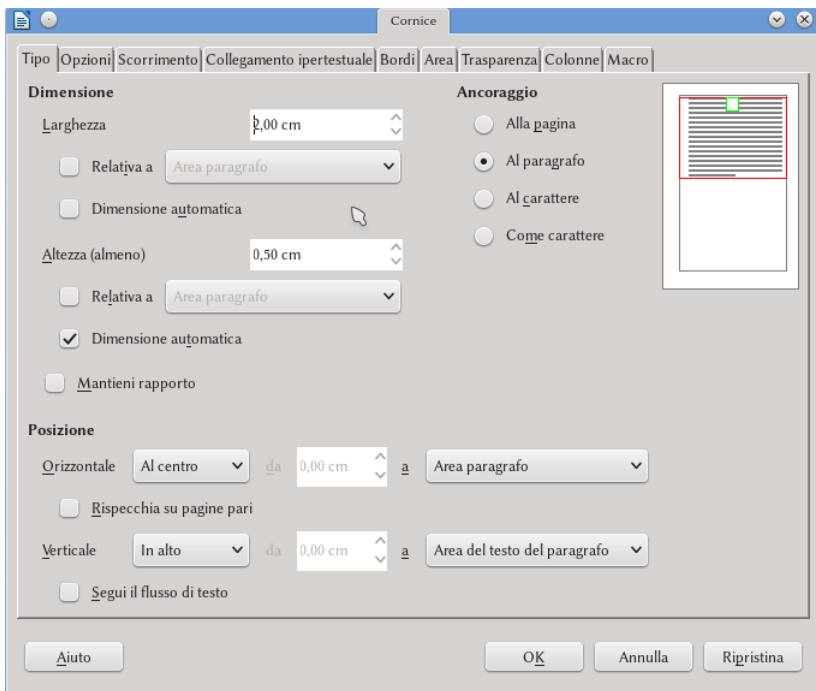 Cornice
Tipo Opzioni Scorrimento Collegamento ipertestuale Bordi Area Trasparenza Colonne Macro
Dimensione
Larghezza 2,00 cm
Relativa a Area paragrafo
Dimensione automatica
Altezza (almeno) 0,50 cm
Relativa a Area paragrafo
Dimensione automatica
Mantieni rapporto
Ancoraggio
Alla pagina
Al paragrafo
Al carattere
Come carattere
Posizione
Orizzontale Al centro da 0,00 cm a Area paragrafo
Rispecchia su pagine pari
Verticale In alto da 0,00 cm a Area del testo del paragrafo
Segui il flusso di testo
Aiuto OK Annulla Ripristina